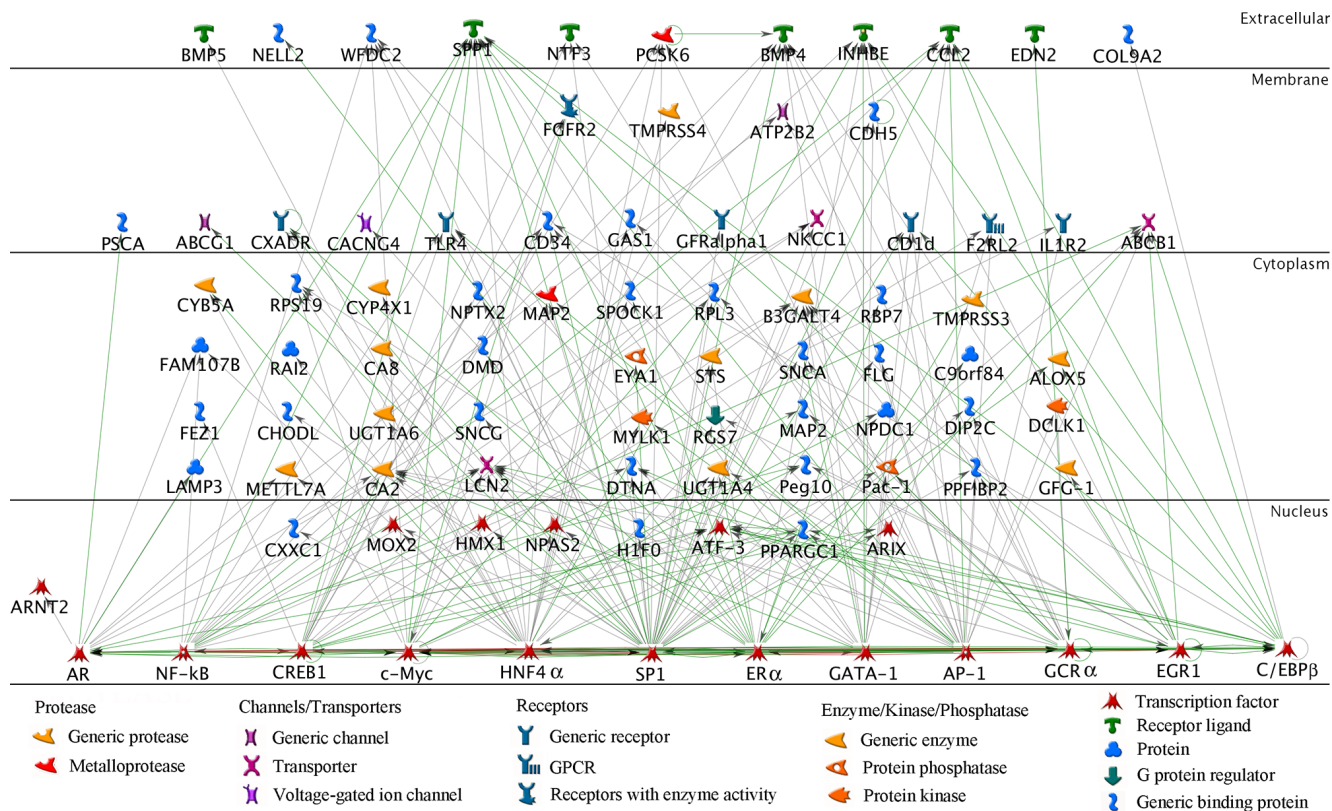 Extracellular
BMP5 NELL2 WFDC2 SPP1 NTF3 PCSK6 BMP4 INHBE CCL2 EDN2 COL9A2
Membrane
FGFR2 TMPRSS4 ATP2B2 CDH5
PSCA ABCG1 CXADR CACNG4 TLR4 CD34 GAS1 GFRalpha1 NKCC1 CD1d F2RL2 IL1R2 ABCB1
Cytoplasm
CYB5A RPS19 CYP4X1 NPTX2 MAP2 SPOCK1 RPL3 B3GALT4 RBP7 TMPRSS3
FAM107B RAI2 CA8 DMD EYA1 STS SNCA FLG C9orf84 ALOX5
FEZ1 CHODL UGT1A6 SNCG MYLK1 RGS7 MAP2 NPDC1 DIP2C DCLK1
LAMP3 METTL7A CA2 LCN2 DTNA UGT1A4 Peg10 Pac-1 PPFIBP2 GFG-1
Nucleus
CXXC1 MOX2 HMX1 NPAS2 H1F0 ATF-3 PPARGC1 ARIX
ARNT2
AR NF-kB CREB1 c-Myc HNF4α SP1 ERα GATA-1 AP-1 GCRα EGR1 C/EBPβ
Protease
Generic protease
Metalloprotease
Channels/Transporters
Generic channel
Transporter
Voltage-gated ion channel
Receptors
Generic receptor
GPCR
Receptors with enzyme activity
Enzyme/Kinase/Phosphatase
Generic enzyme
Protein phosphatase
Protein kinase
Transcription factor
Receptor ligand
Protein
G protein regulator
Generic binding protein